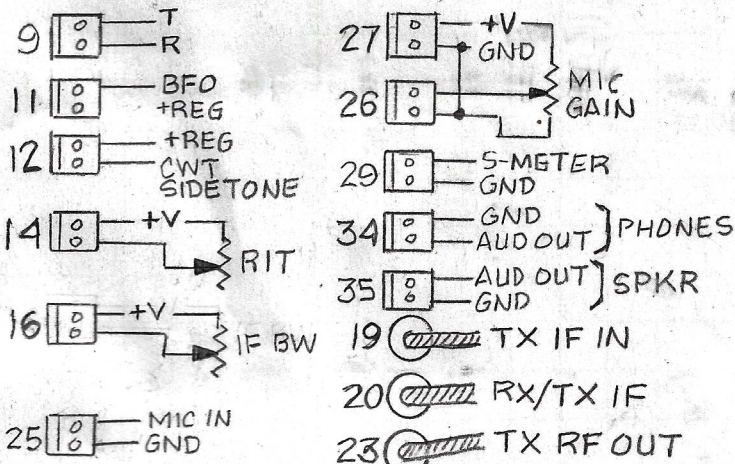 9 T
R
11 BFO
+REG
12 +REG
CWT
SIDETONE
14 +V
RIT
16 +V
IF BW
25 MIC IN
GND
27 +V
GND
26 MIC
GAIN
29 S-METER
GND
34 GND
AUD OUT } PHONES
35 AUD OUT
GND } SPKR
19 TX IF IN
20 RX/TX IF
23 TX RF OUT